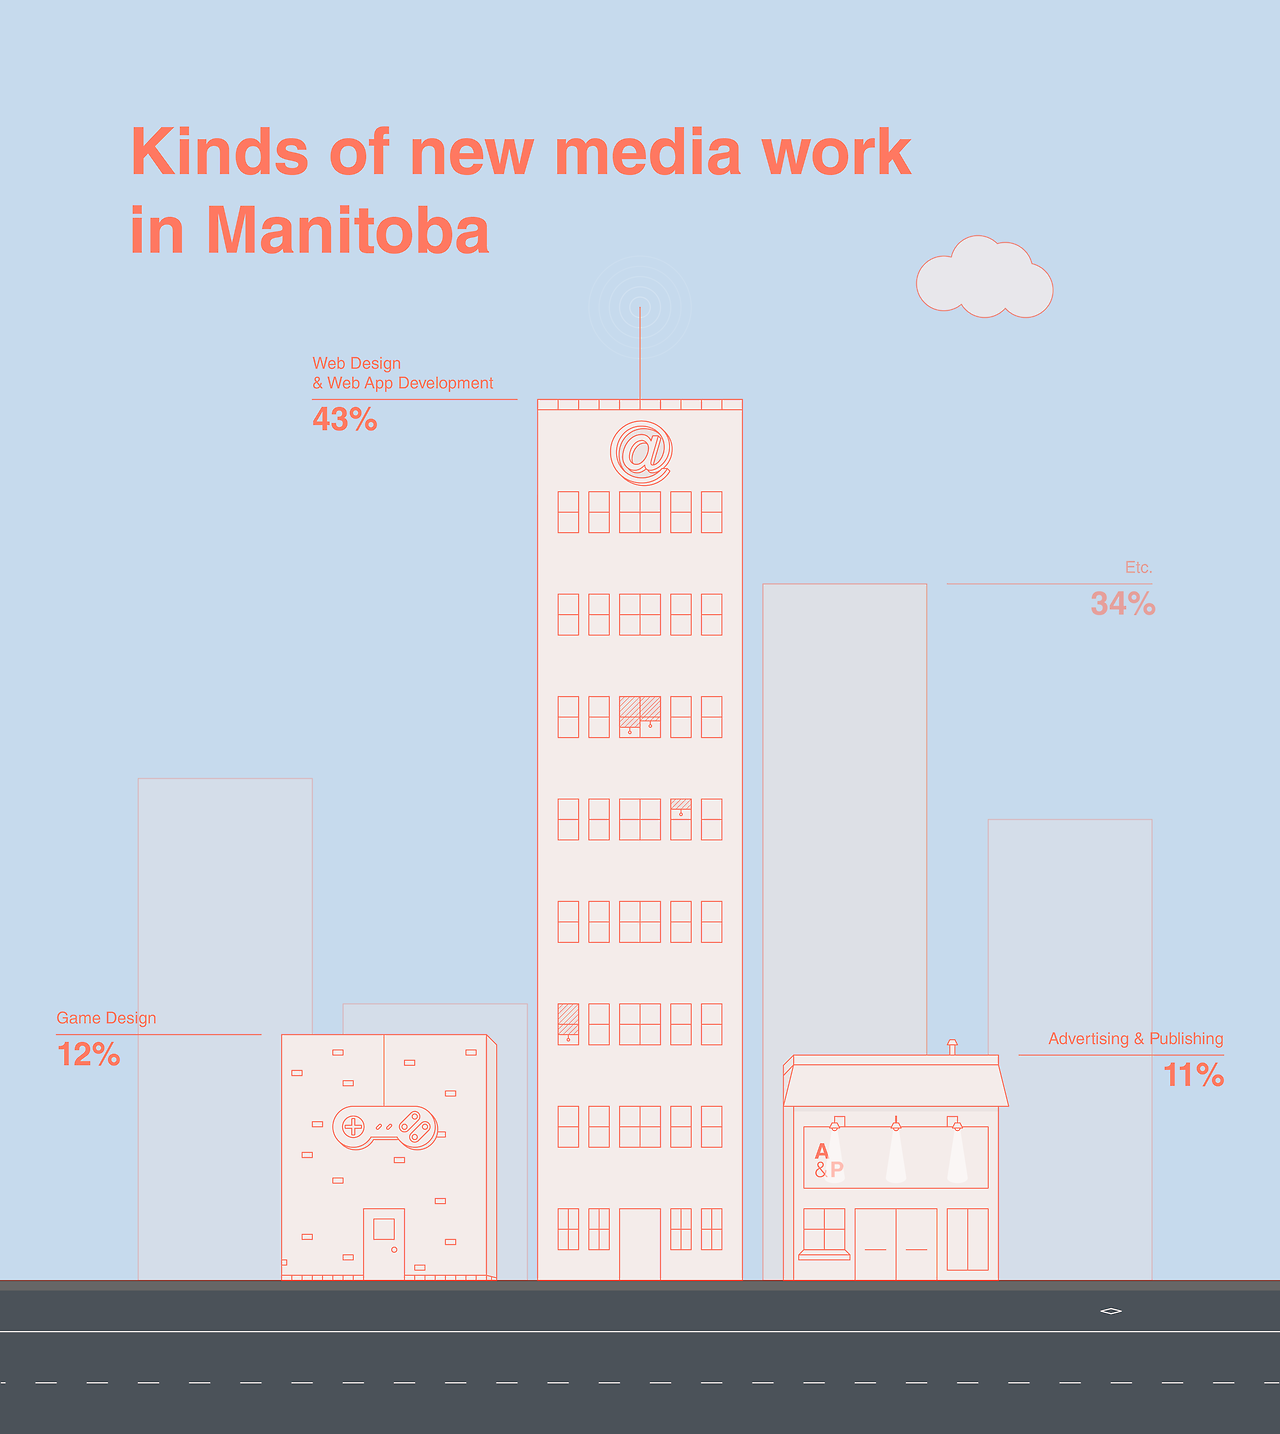 Kinds of new media work
in Manitoba
Web Design
& Web App Development
43%
@
Etc.
34%
Game Design
12%
Advertising & Publishing
11%
A
&P